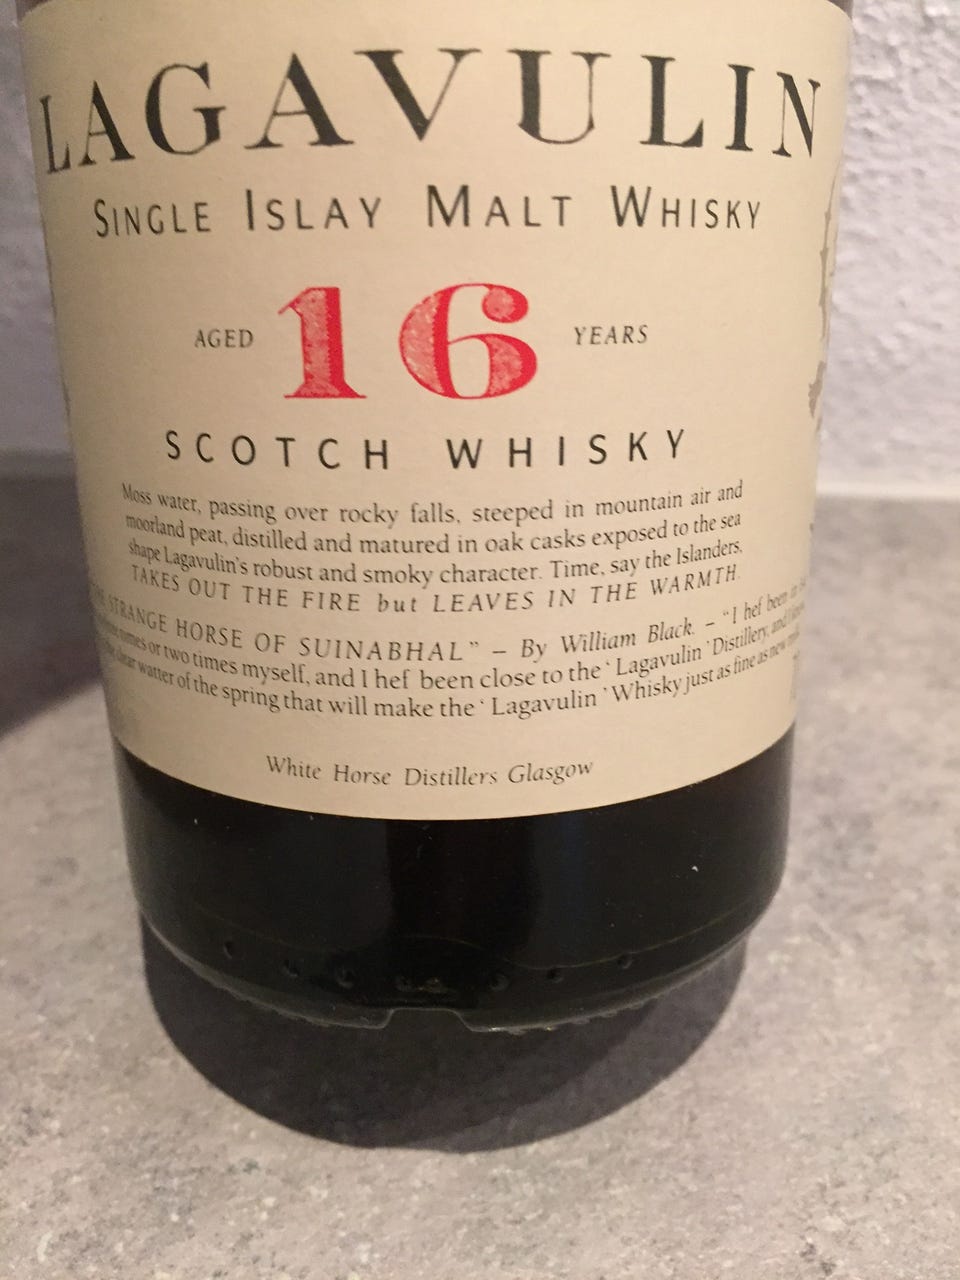 LAGAVULIN
SINGLE ISLAY MALT WHISKY
AGED 16 YEARS
SCOTCH WHISKY
Moss water, passing over rocky falls, steeped in mountain air and
moorland peat, distilled and matured in oak casks exposed to the sea
shape Lagavulin's robust and smoky character. Time, say the Islanders,
TAKES OUT THE FIRE but LEAVES IN THE WARMTH.
STRANGE HORSE OF SUINABHAL" – By William Black. – "I hef been in
times or two times myself, and I hef been close to the 'Lagavulin' Distillery, and I
clear watter of the spring that will make the 'Lagavulin' Whisky just as fine as new
White Horse Distillers Glasgow